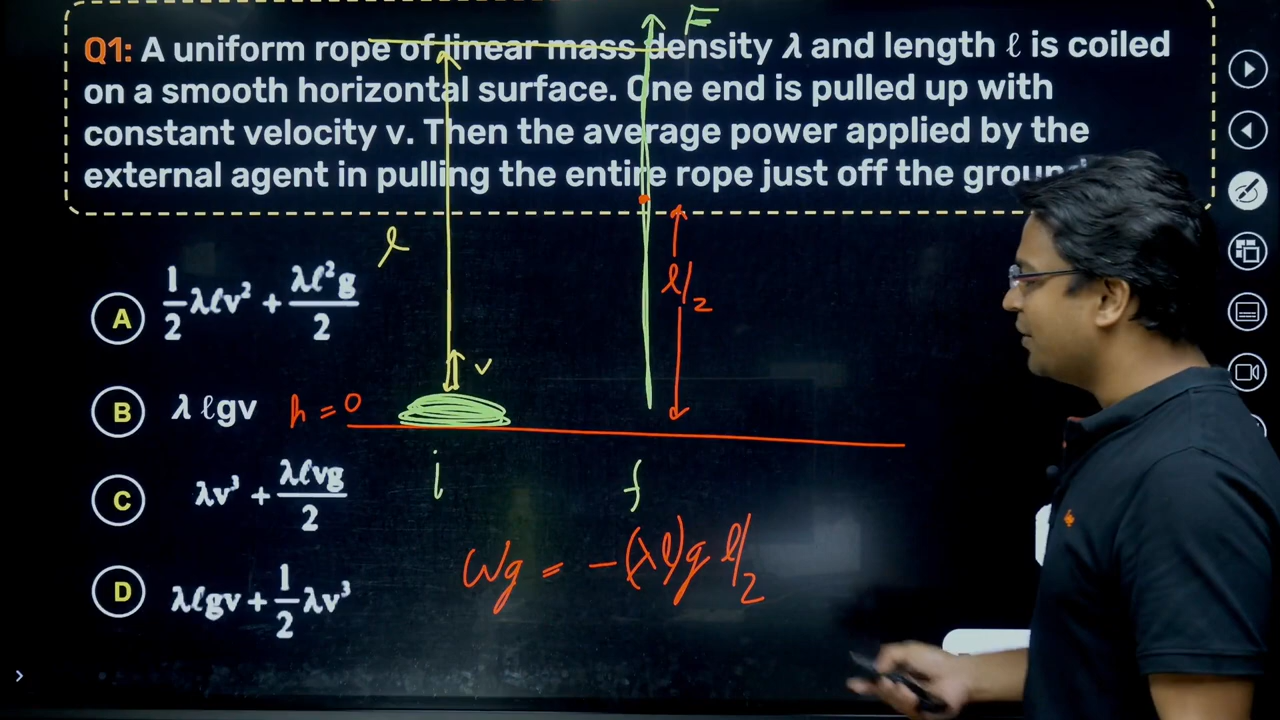 Q1: A uniform rope of linear mass density λ and length ℓ is coiled
on a smooth horizontal surface. One end is pulled up with
constant velocity v. Then the average power applied by the
external agent in pulling the entire rope just off the ground
F
ℓ
ℓ/2
A 1/2 λℓv² + λℓ²g/2
v
B λ ℓgv
h = 0
C λv³ + λℓvg/2
i
f
D λℓgv + 1/2 λv³
Wg = -(λℓ)g ℓ/2